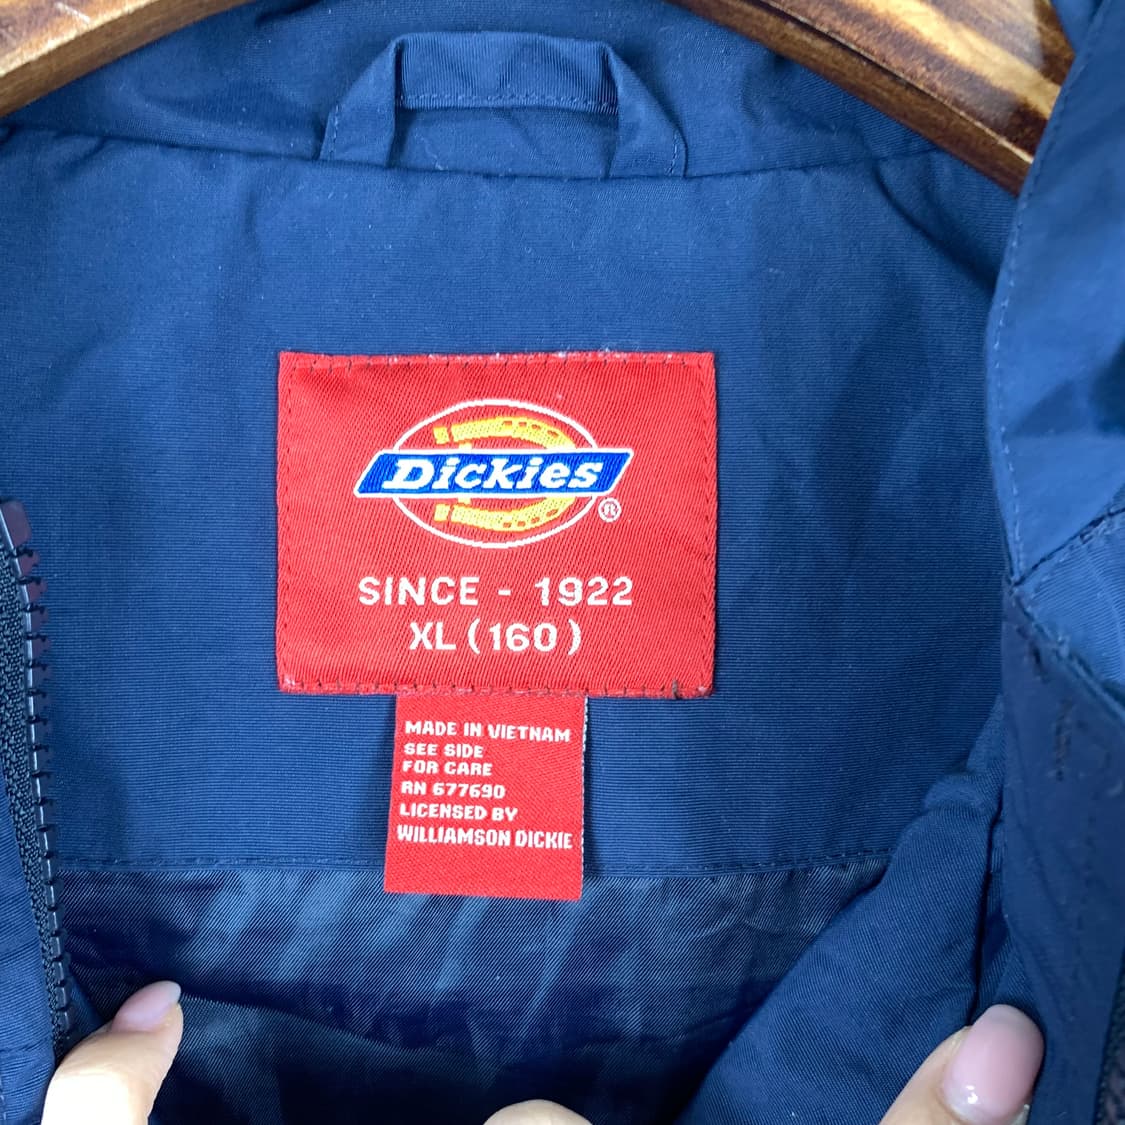 Dickies
®
SINCE - 1922
XL (160)
MADE IN VIETNAM
SEE SIDE
FOR CARE
RN 677690
LICENSED BY
WILLIAMSON DICKIE